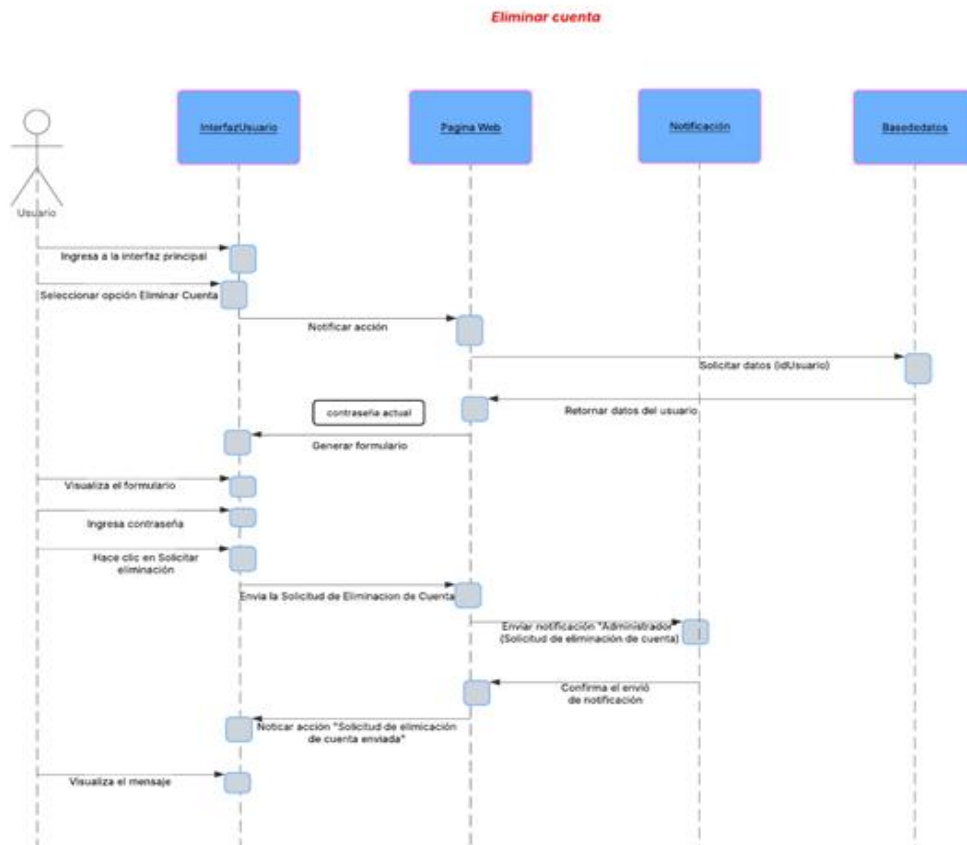 Eliminar cuenta
InterfazUsuario
Pagina Web
Notificación
Basededatos
Usuario
Ingresa a la interfaz principal
Seleccionar opción Eliminar Cuenta
Notificar acción
Solicitar datos (idUsuario)
Retornar datos del usuario
contraseña actual
Generar formulario
Visualiza el formulario
Ingresa contraseña
Hace clic en Solicitar
eliminación
Envia la Solicitud de Eliminacion de Cuenta
Enviar notificación "Administrador"
(Solicitud de eliminación de cuenta)
Confirma el envió
de notificación
Noticar acción "Solicitud de elimicación
de cuenta enviada"
Visualiza el mensaje